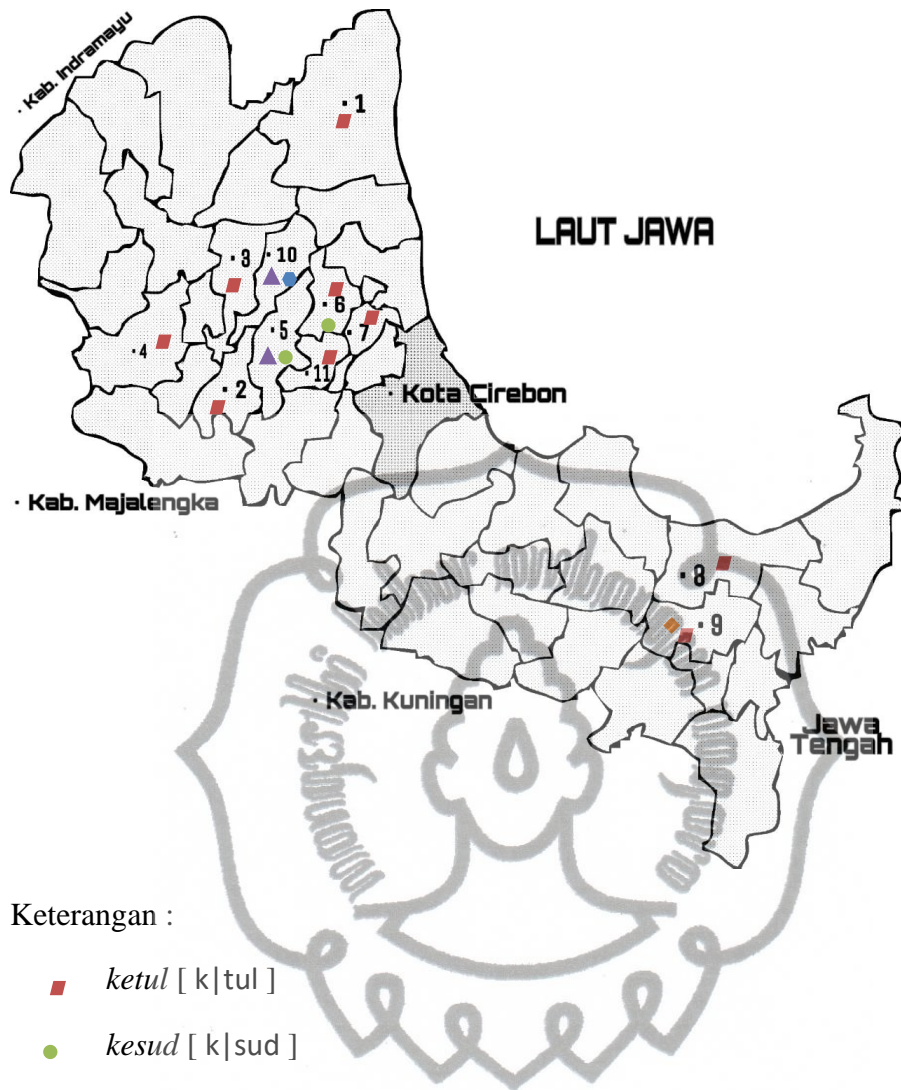 · Kab. Indramayu
· 1
LAUT JAWA
· 3
· 10
· 6
· 5
· 7
· 4
· 11
· 2
· Kota Cirebon
· Kab. Majalengka
· 8
· 9
· Kab. Kuningan
Jawa
Tengah
Keterangan :
ketul [ k|tul ]
kesud [ k|sud ]